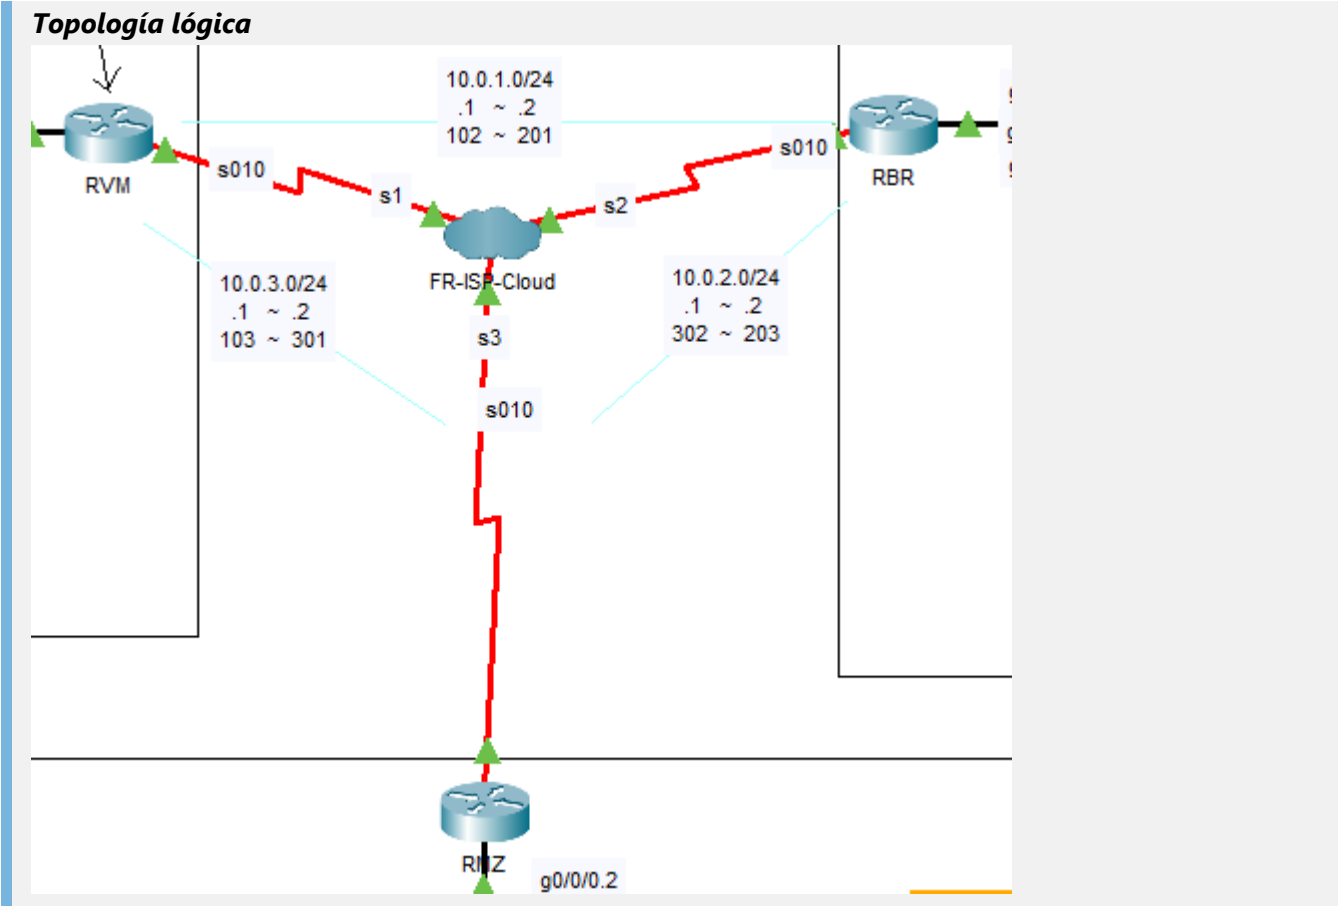 Topología lógica
10.0.1.0/24
.1 ~ .2
102 ~ 201
s010
RBR
s010
RVM
s1
s2
10.0.3.0/24
.1 ~ .2
103 ~ 301
FR-ISP-Cloud
10.0.2.0/24
.1 ~ .2
302 ~ 203
s3
s010
RMZ
g0/0/0.2